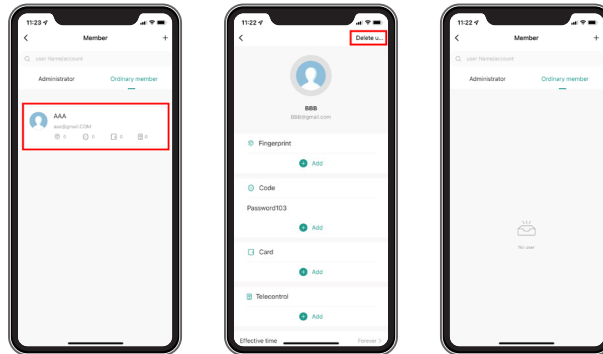 11:23
Member
+
user Name/account
Administrator
Ordinary member
AAA
aaa@gmail.COM
0
0
0
0
11:22
Delete u...
BBB
BBB@gmail.com
Fingerprint
+ Add
Code
Password103
+ Add
Card
+ Add
Telecontrol
+ Add
Effective time
Forever >
11:22
Member
+
user Name/account
Administrator
Ordinary member
No user